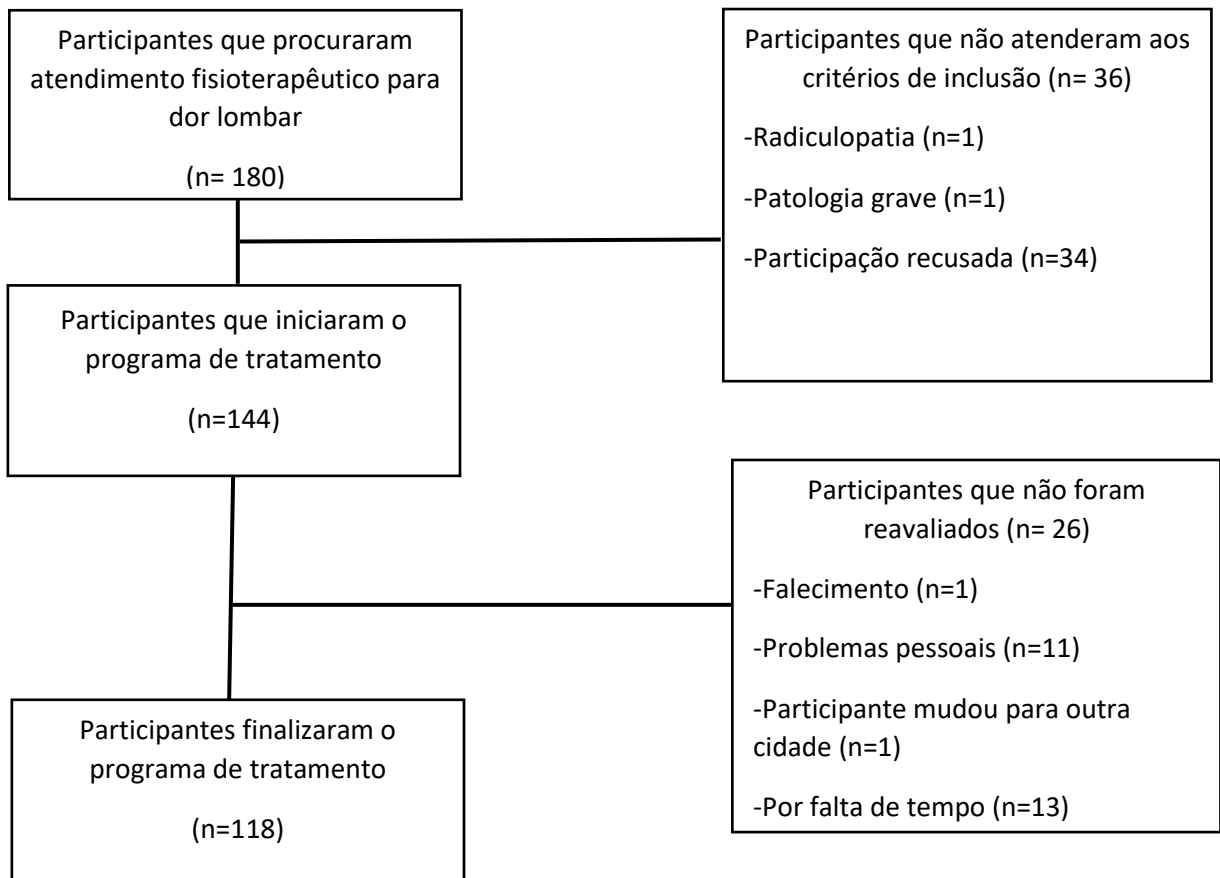 Participantes que procuraram
atendimento fisioterapêutico para
dor lombar
(n= 180)
Participantes que não atenderam aos
critérios de inclusão (n= 36)
-Radiculopatia (n=1)
-Patologia grave (n=1)
-Participação recusada (n=34)
Participantes que iniciaram o
programa de tratamento
(n=144)
Participantes que não foram
reavaliados (n= 26)
-Falecimento (n=1)
-Problemas pessoais (n=11)
-Participante mudou para outra
cidade (n=1)
-Por falta de tempo (n=13)
Participantes finalizaram o
programa de tratamento
(n=118)